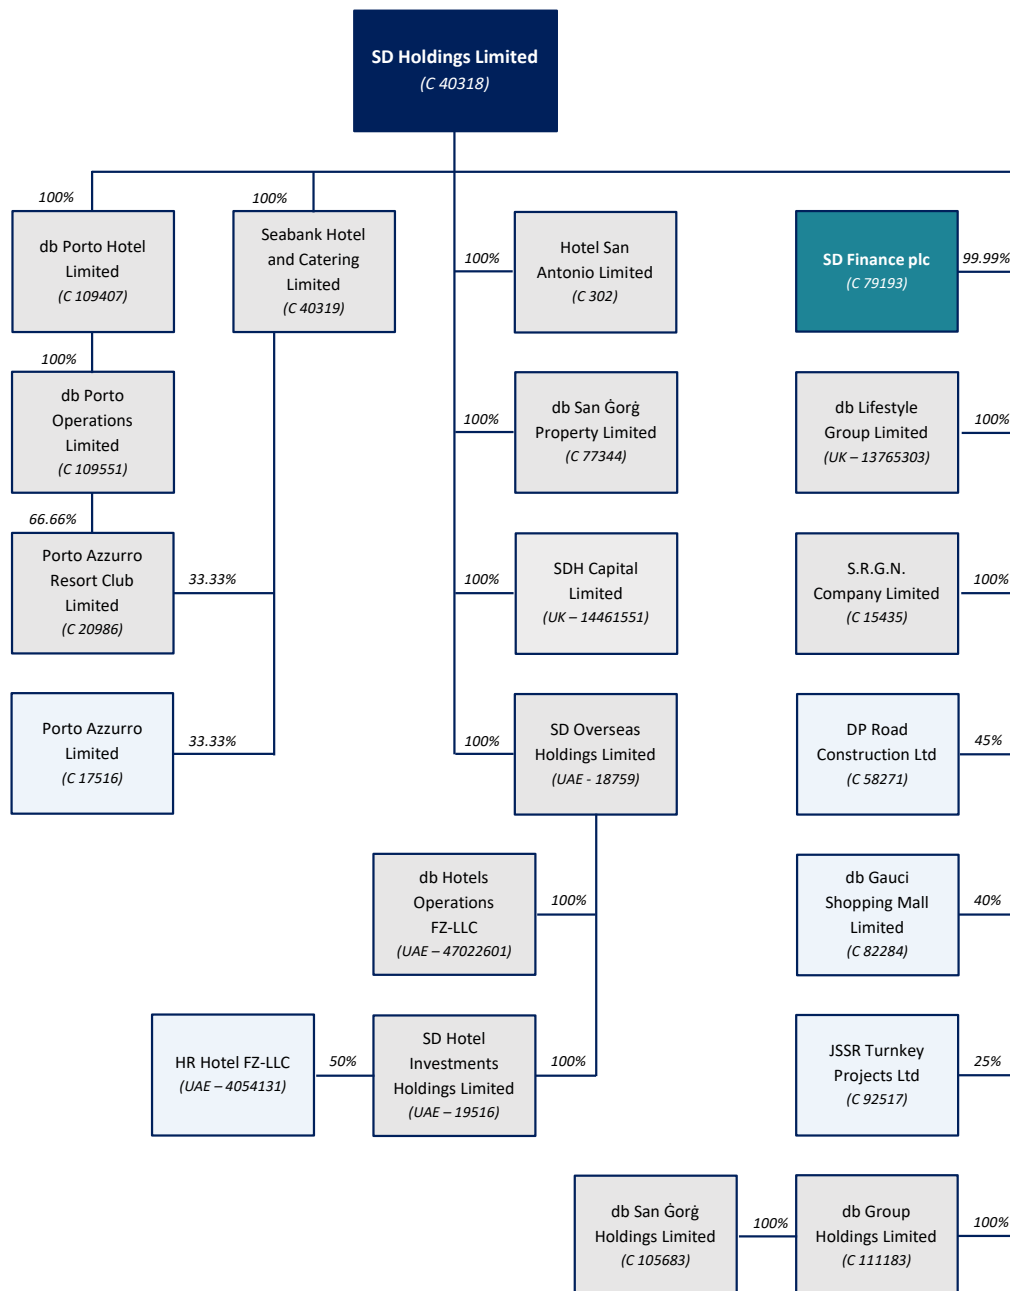 SD Holdings Limited
(C 40318)
100%
db Porto Hotel
Limited
(C 109407)
100%
db Porto
Operations
Limited
(C 109551)
66.66%
Porto Azzurro
Resort Club
Limited
(C 20986)
33.33%
Porto Azzurro
Limited
(C 17516)
33.33%
100%
Seabank Hotel
and Catering
Limited
(C 40319)
100%
Hotel San
Antonio Limited
(C 302)
100%
db San Ġorġ
Property Limited
(C 77344)
100%
SDH Capital
Limited
(UK – 14461551)
100%
SD Overseas
Holdings Limited
(UAE - 18759)
db Hotels
Operations
FZ-LLC
(UAE – 47022601)
100%
HR Hotel FZ-LLC
(UAE – 4054131)
50%
SD Hotel
Investments
Holdings Limited
(UAE – 19516)
100%
SD Finance plc
(C 79193)
99.99%
db Lifestyle
Group Limited
(UK – 13765303)
100%
S.R.G.N.
Company Limited
(C 15435)
100%
DP Road
Construction Ltd
(C 58271)
45%
db Gauci
Shopping Mall
Limited
(C 82284)
40%
JSSR Turnkey
Projects Ltd
(C 92517)
25%
db San Ġorġ
Holdings Limited
(C 105683)
100%
db Group
Holdings Limited
(C 111183)
100%